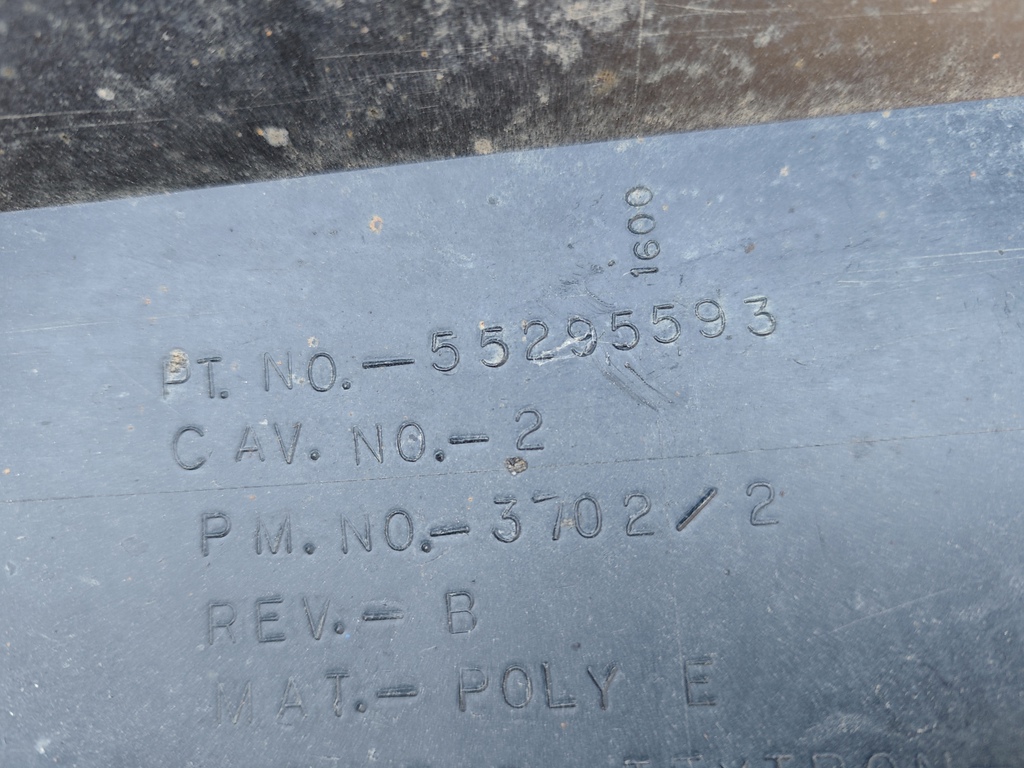 1600
PT. NO.-55295593
CAV. NO.-2
PM. NO.-3702/2
REV.- B
MAT.- POLY E